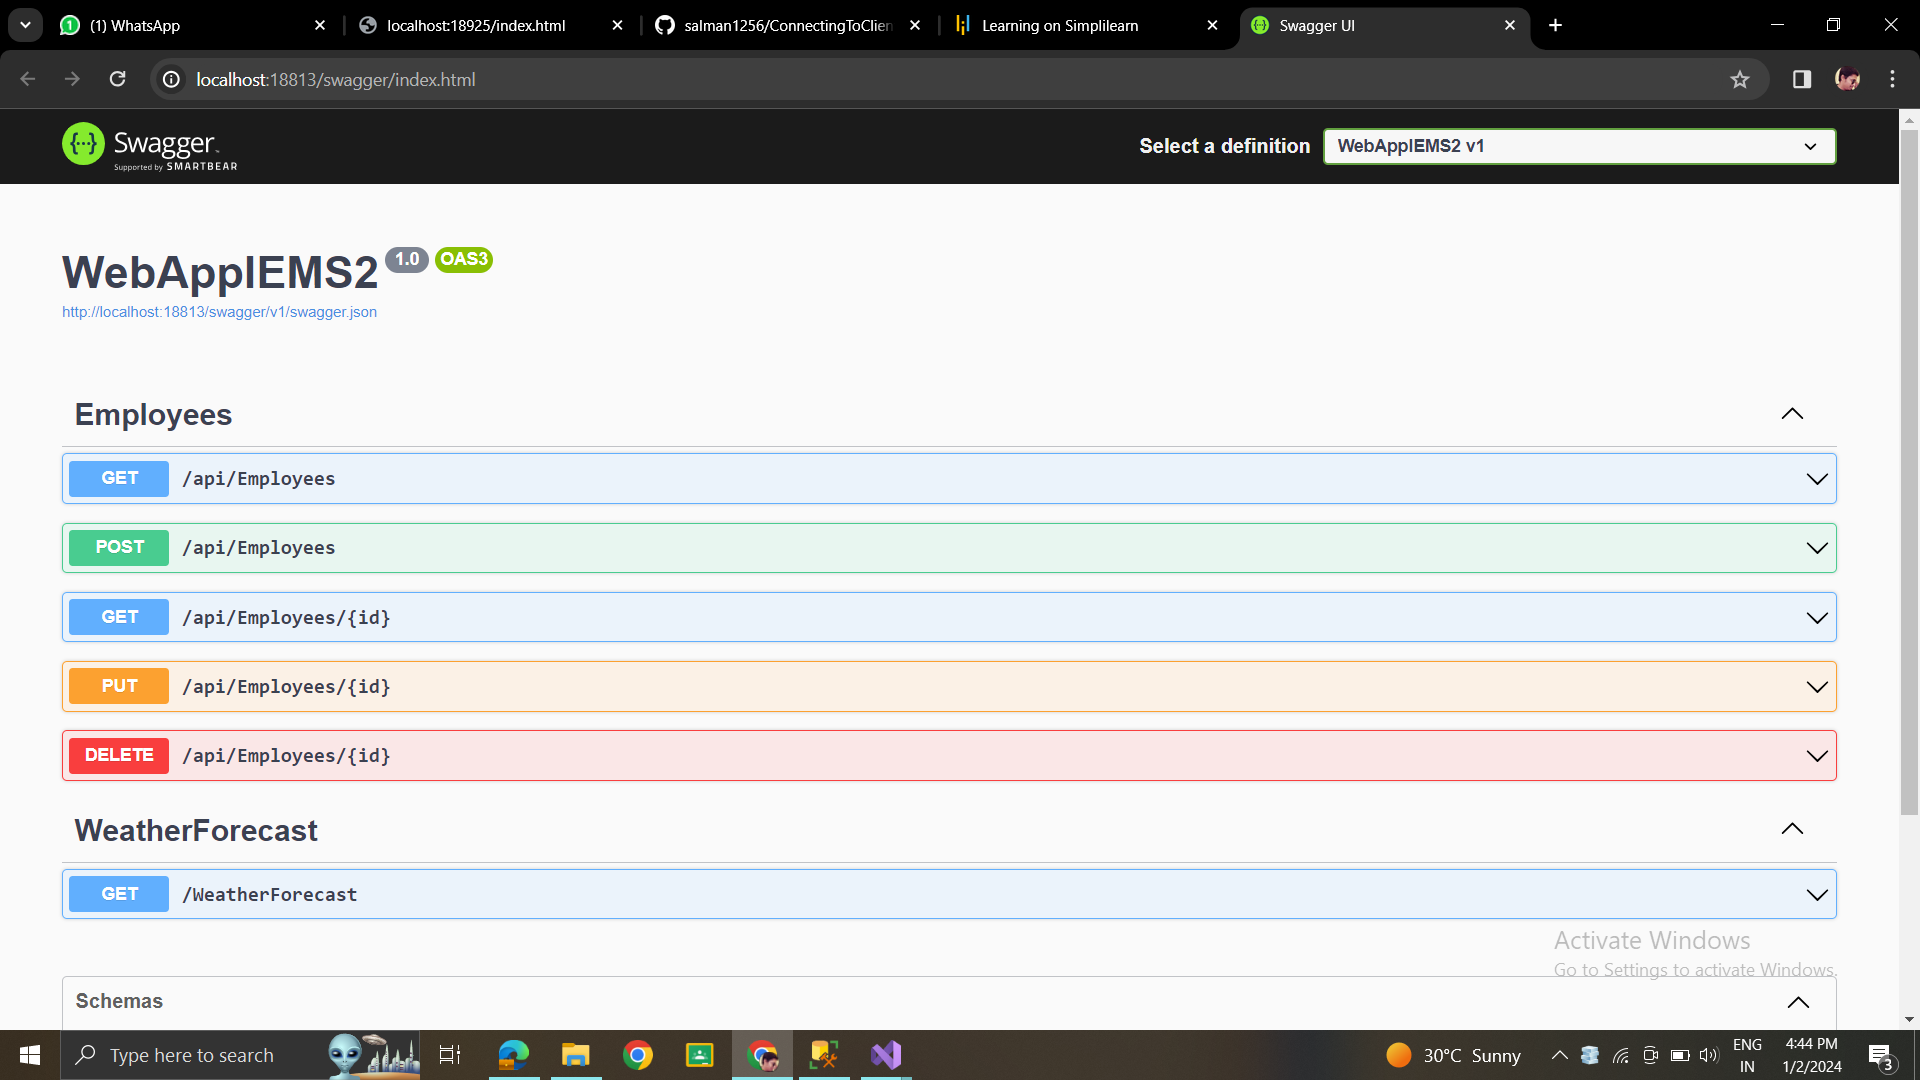 (1) WhatsApp
localhost:18925/index.html
salman1256/ConnectingToClien
Learning on Simplilearn
Swagger UI
localhost:18813/swagger/index.html
Swagger
Supported by SMARTBEAR
Select a definition
WebAppIEMS2 v1
WebAppIEMS2 1.0 OAS3
http://localhost:18813/swagger/v1/swagger.json
Employees
GET /api/Employees
POST /api/Employees
GET /api/Employees/{id}
PUT /api/Employees/{id}
DELETE /api/Employees/{id}
WeatherForecast
GET /WeatherForecast
Activate Windows
Go to Settings to activate Windows.
Schemas
Type here to search
30°C Sunny
ENG
IN
4:44 PM
1/2/2024
3